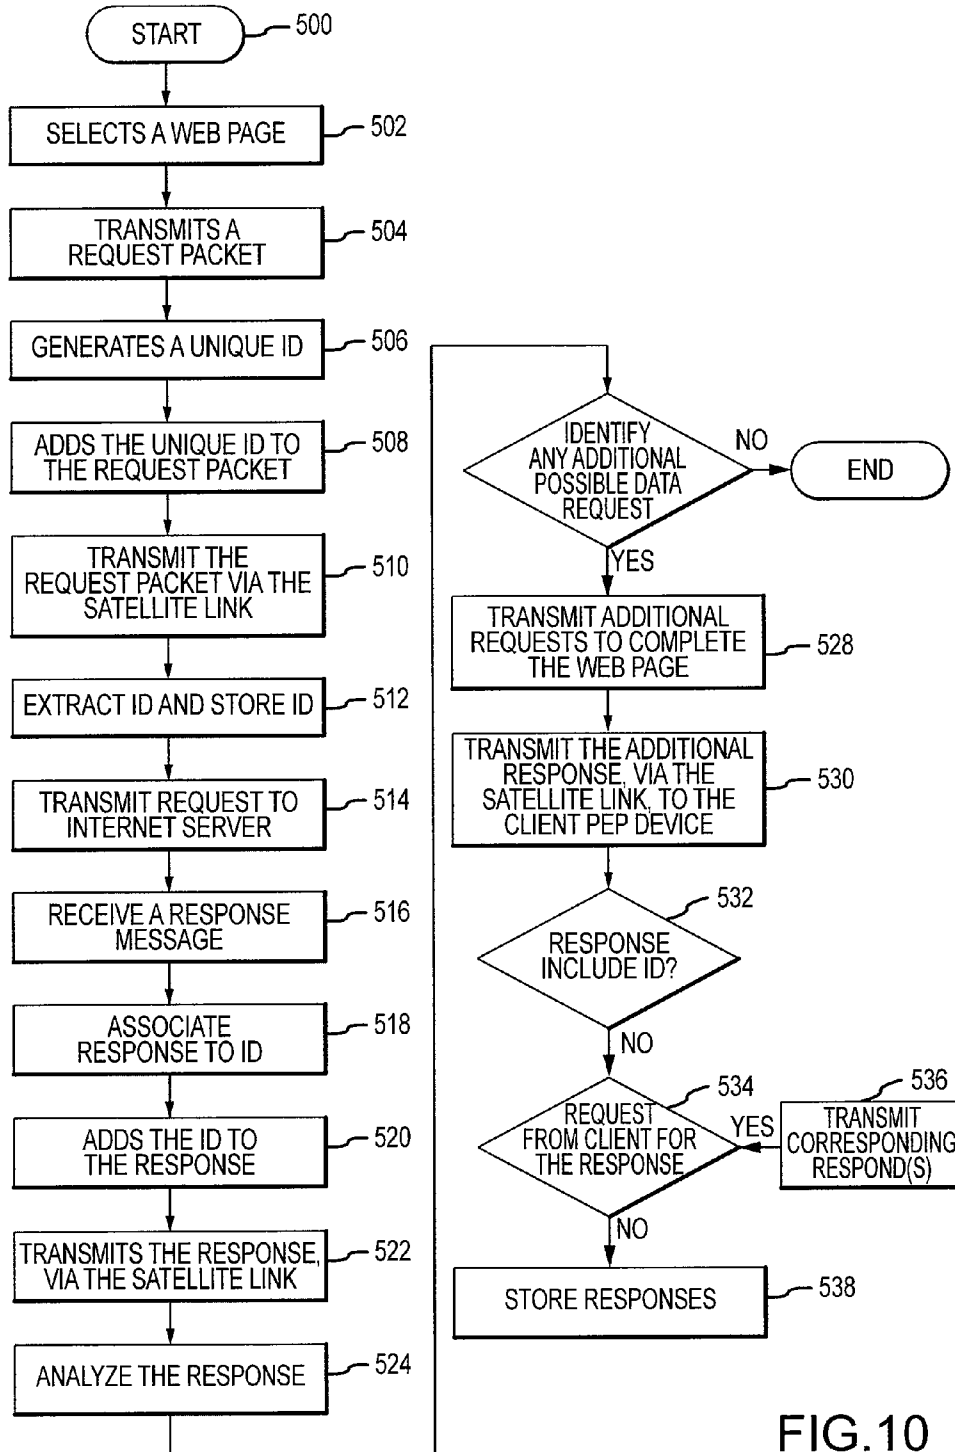 START
500
SELECTS A WEB PAGE
502
TRANSMITS A
REQUEST PACKET
504
GENERATES A UNIQUE ID
506
ADDS THE UNIQUE ID TO
THE REQUEST PACKET
508
TRANSMIT THE
REQUEST PACKET VIA THE
SATELLITE LINK
510
EXTRACT ID AND STORE ID
512
TRANSMIT REQUEST TO
INTERNET SERVER
514
RECEIVE A RESPONSE
MESSAGE
516
ASSOCIATE
RESPONSE TO ID
518
ADDS THE ID TO
THE RESPONSE
520
TRANSMITS THE RESPONSE,
VIA THE SATELLITE LINK
522
ANALYZE THE RESPONSE
524
IDENTIFY
ANY ADDITIONAL
POSSIBLE DATA
REQUEST
NO
END
YES
TRANSMIT ADDITIONAL
REQUESTS TO COMPLETE
THE WEB PAGE
528
TRANSMIT THE ADDITIONAL
RESPONSE, VIA THE
SATELLITE LINK, TO THE
CLIENT PEP DEVICE
530
532
RESPONSE
INCLUDE ID?
NO
534
REQUEST
FROM CLIENT FOR
THE RESPONSE
YES
536
TRANSMIT
CORRESPONDING
RESPOND(S)
NO
STORE RESPONSES
538
FIG.10